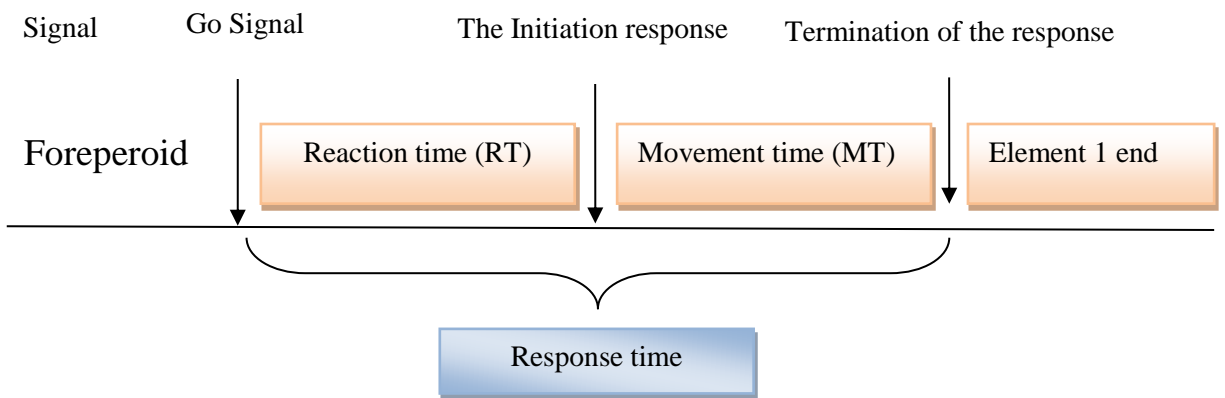 Signal Go Signal The Initiation response Termination of the response
Foreperoid Reaction time (RT) Movement time (MT) Element 1 end
Response time